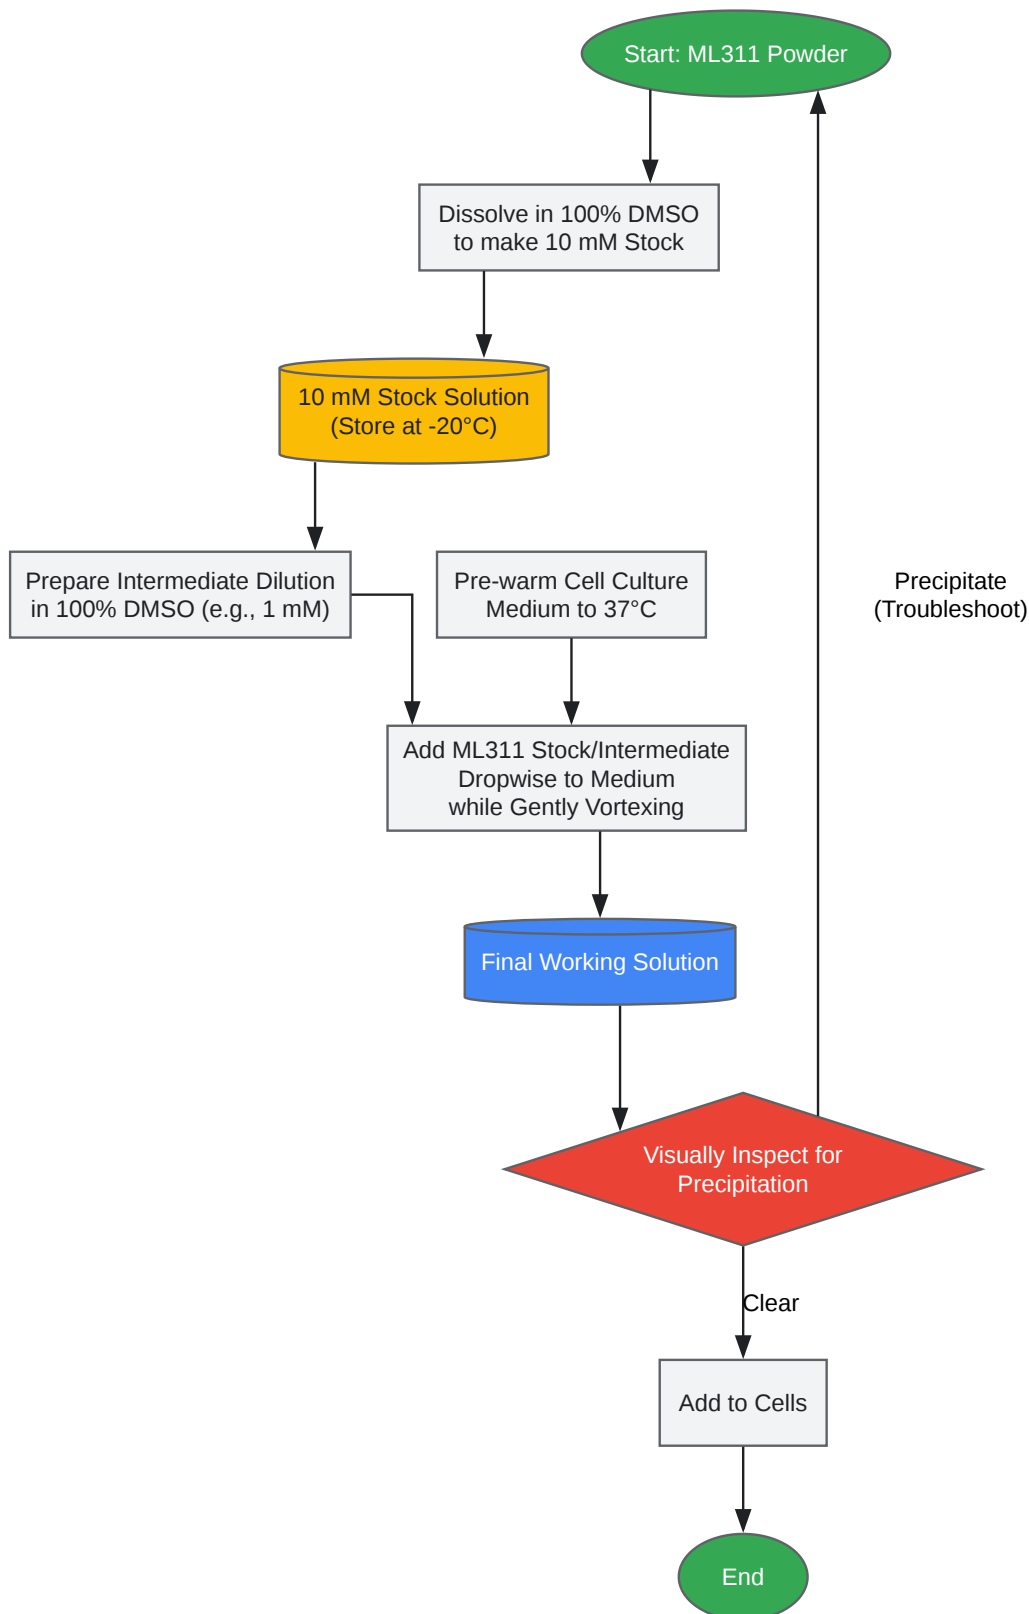 Start: ML311 Powder
Dissolve in 100% DMSO
to make 10 mM Stock
10 mM Stock Solution
(Store at -20°C)
Prepare Intermediate Dilution
in 100% DMSO (e.g., 1 mM)
Pre-warm Cell Culture
Medium to 37°C
Precipitate
(Troubleshoot)
Add ML311 Stock/Intermediate
Dropwise to Medium
while Gently Vortexing
Final Working Solution
Visually Inspect for
Precipitation
Clear
Add to Cells
End